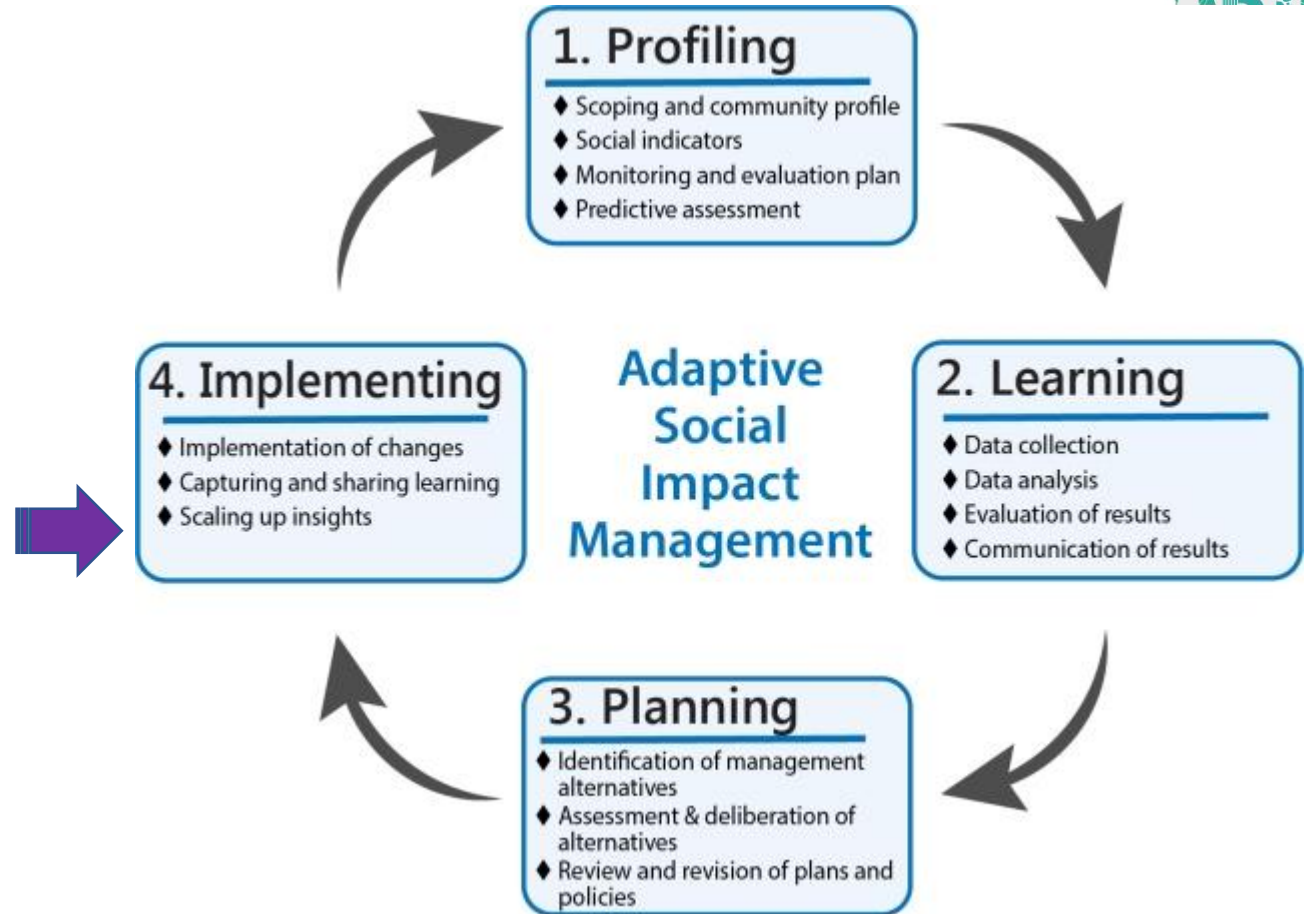 1. Profiling
♦ Scoping and community profile
♦ Social indicators
♦ Monitoring and evaluation plan
♦ Predictive assessment
Adaptive
Social
Impact
Management
2. Learning
♦ Data collection
♦ Data analysis
♦ Evaluation of results
♦ Communication of results
3. Planning
♦ Identification of management
alternatives
♦ Assessment & deliberation of
alternatives
♦ Review and revision of plans and
policies
4. Implementing
♦ Implementation of changes
♦ Capturing and sharing learning
♦ Scaling up insights